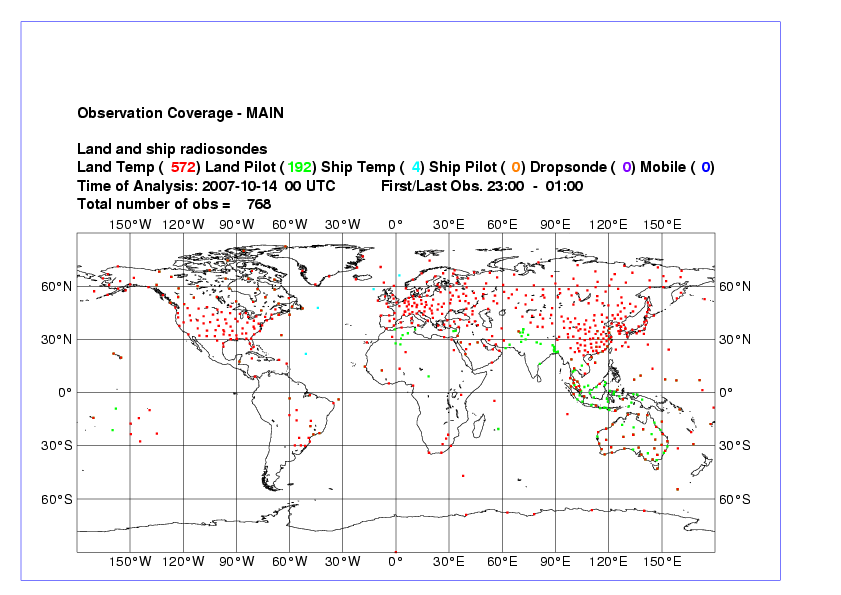 Observation Coverage - MAIN
Land and ship radiosondes
Land Temp ( 572) Land Pilot ( 192) Ship Temp ( 4) Ship Pilot ( 0) Dropsonde ( 0) Mobile ( 0)
Time of Analysis: 2007-10-14 00 UTC First/Last Obs. 23:00 - 01:00
Total number of obs = 768
150°W 120°W 90°W 60°W 30°W 0° 30°E 60°E 90°E 120°E 150°E
60°N 60°N
30°N 30°N
0° 0°
30°S 30°S
60°S 60°S
150°W 120°W 90°W 60°W 30°W 0° 30°E 60°E 90°E 120°E 150°E